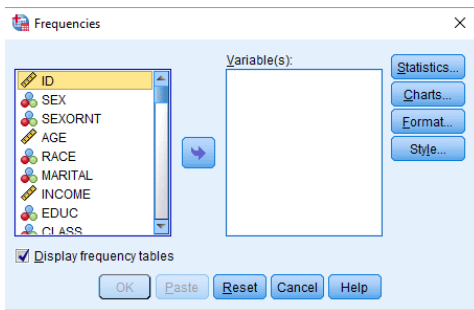 Frequencies
Variable(s):
ID
SEX
SEXORNT
AGE
RACE
MARITAL
INCOME
EDUC
CLASS
Statistics...
Charts...
Format...
Style...
Display frequency tables
OK
Paste
Reset
Cancel
Help